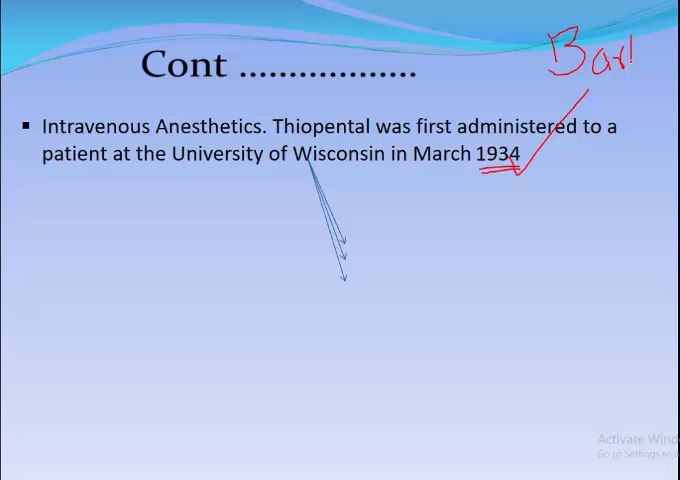 Cont ..................
Bar
▪ Intravenous Anesthetics. Thiopental was first administered to a
patient at the University of Wisconsin in March 1934
Activate Wind
Go to Settings to a